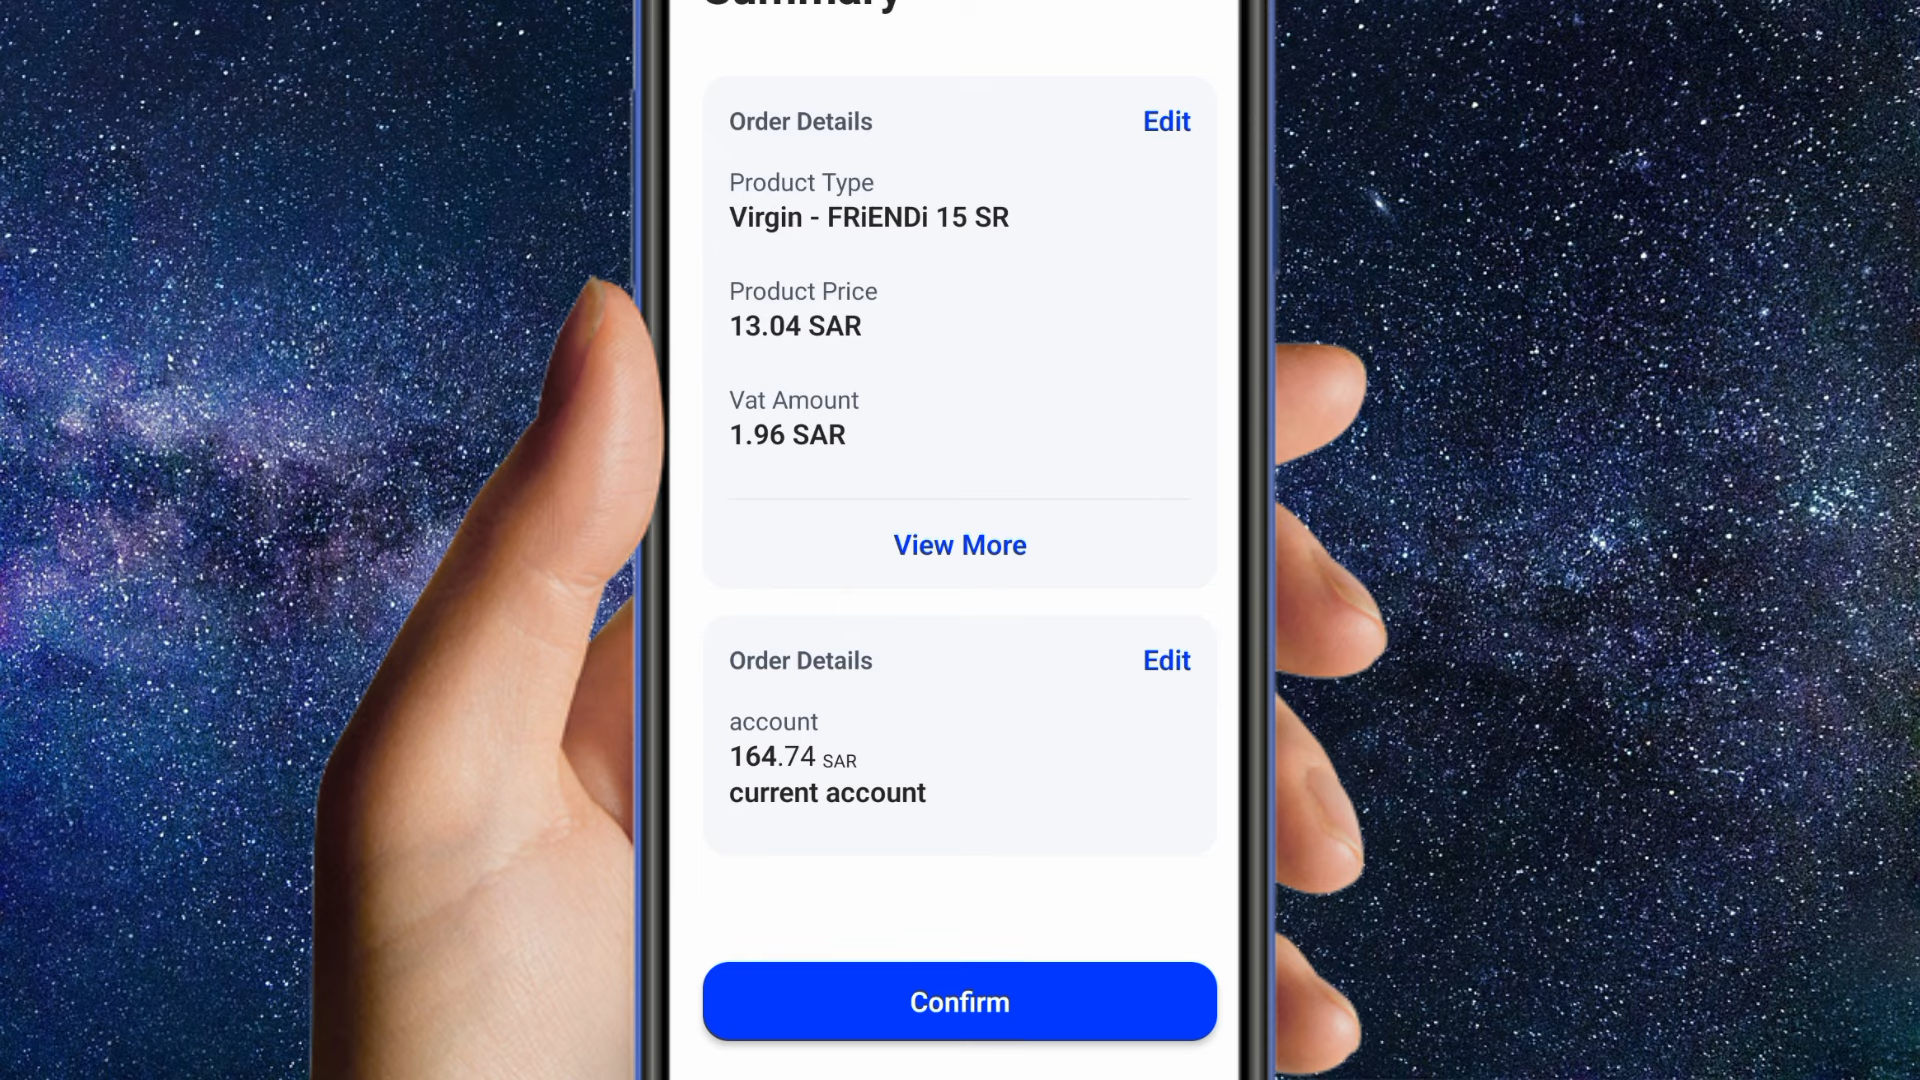 Summary
Order Details
Edit
Product Type
Virgin - FRiENDi 15 SR
Product Price
13.04 SAR
Vat Amount
1.96 SAR
View More
Order Details
Edit
account
164.74 SAR
current account
Confirm